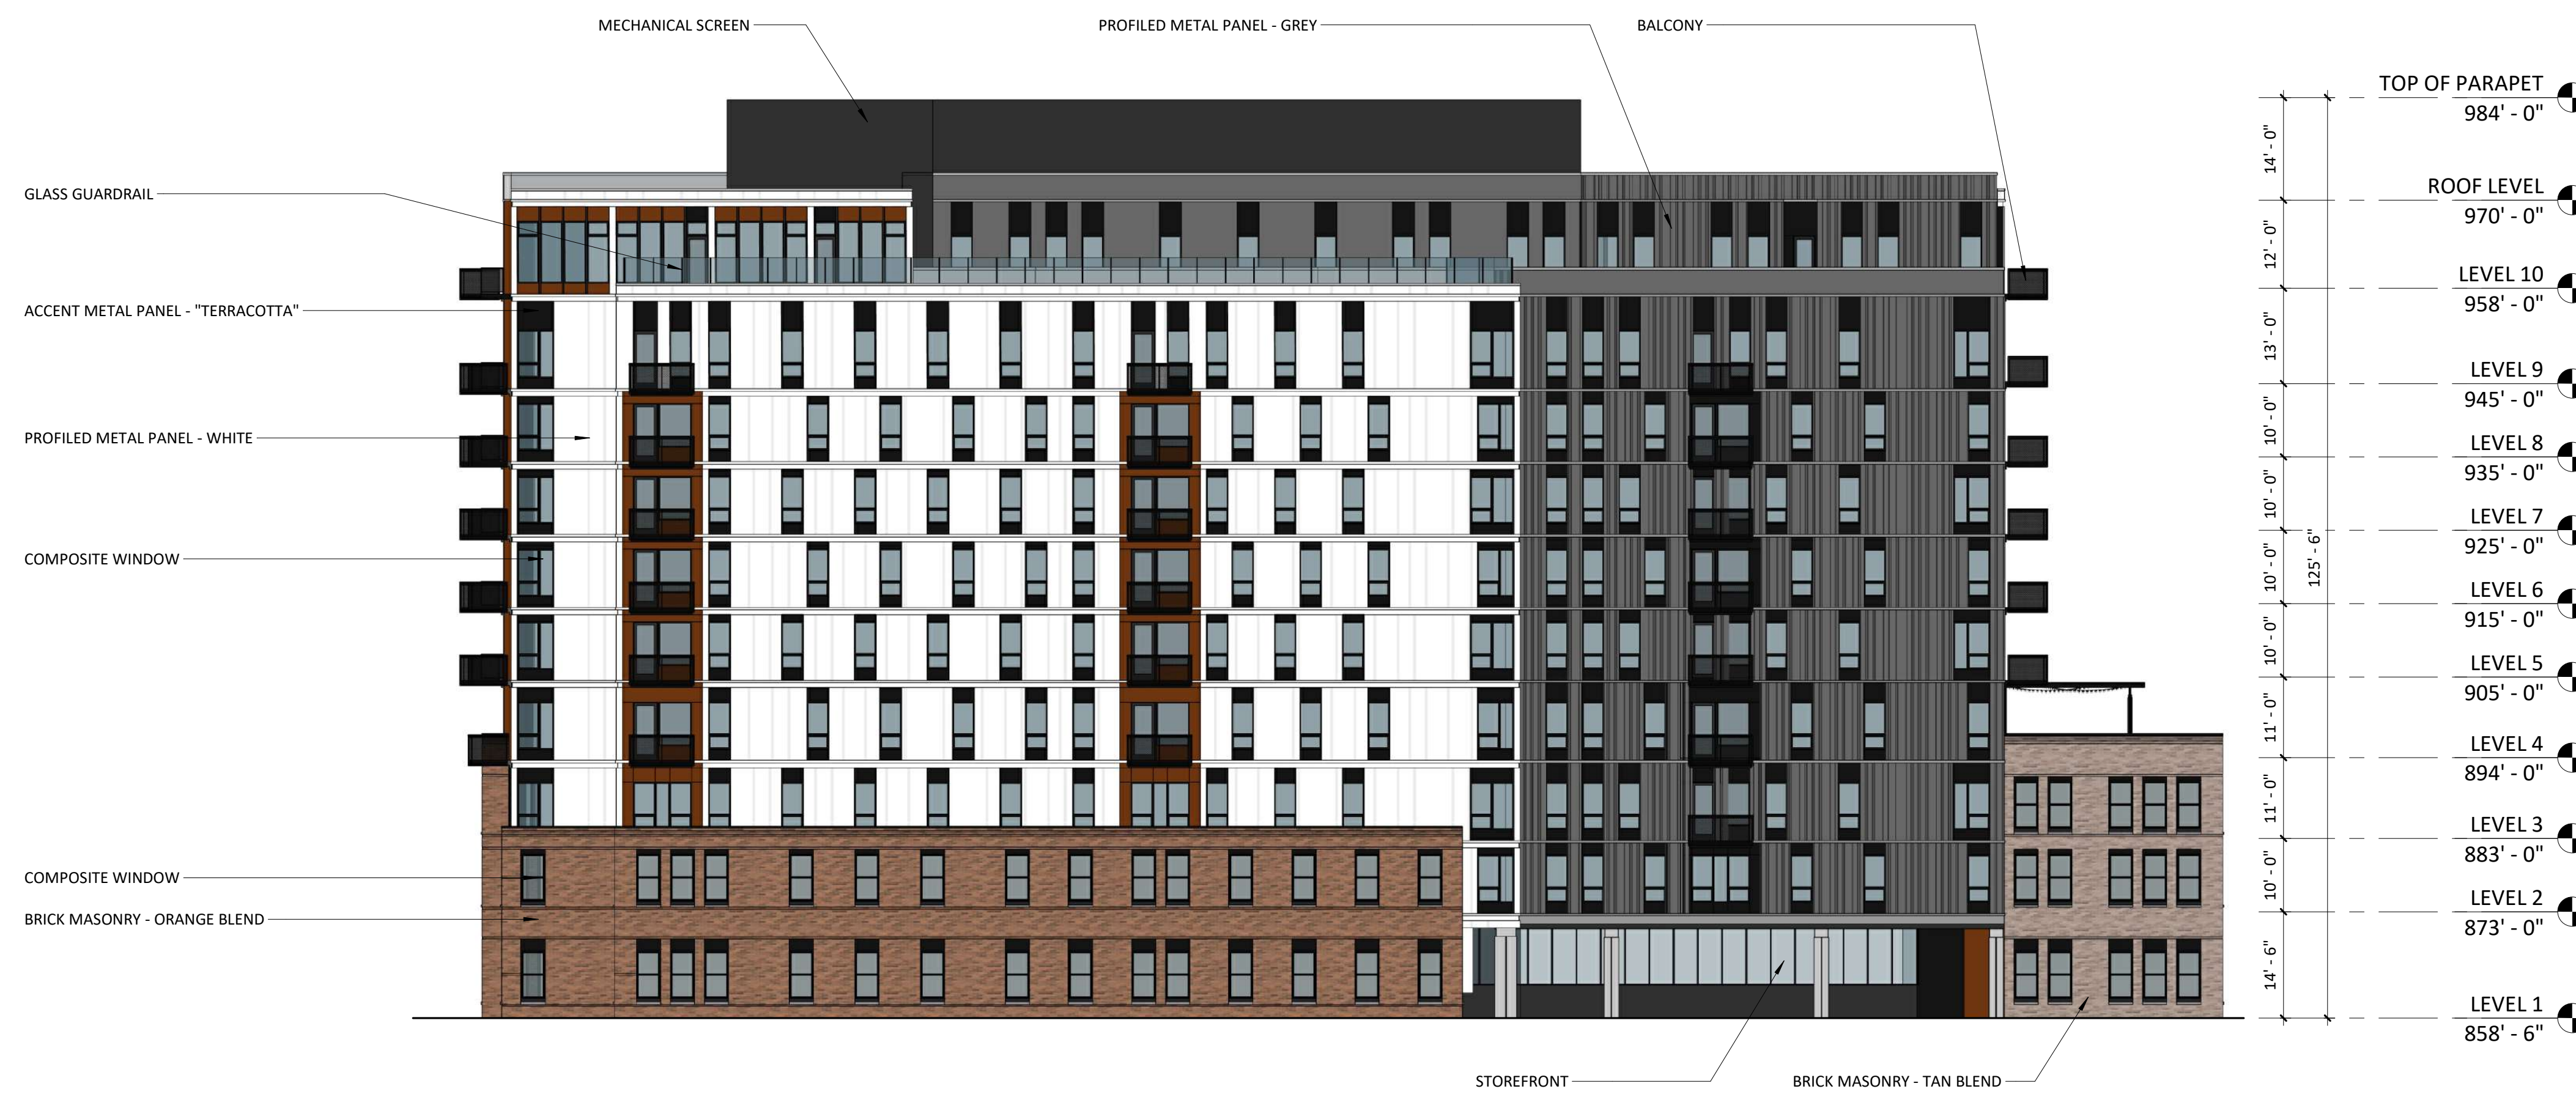 MECHANICAL SCREEN
PROFILED METAL PANEL - GREY
BALCONY
GLASS GUARDRAIL
ACCENT METAL PANEL - "TERRACOTTA"
PROFILED METAL PANEL - WHITE
COMPOSITE WINDOW
COMPOSITE WINDOW
BRICK MASONRY - ORANGE BLEND
STOREFRONT
BRICK MASONRY - TAN BLEND
14' - 0"
12' - 0"
13' - 0"
10' - 0"
10' - 0"
10' - 0"
10' - 0"
11' - 0"
11' - 0"
10' - 0"
14' - 6"
125' - 6"
TOP OF PARAPET
984' - 0"
ROOF LEVEL
970' - 0"
LEVEL 10
958' - 0"
LEVEL 9
945' - 0"
LEVEL 8
935' - 0"
LEVEL 7
925' - 0"
LEVEL 6
915' - 0"
LEVEL 5
905' - 0"
LEVEL 4
894' - 0"
LEVEL 3
883' - 0"
LEVEL 2
873' - 0"
LEVEL 1
858' - 6"